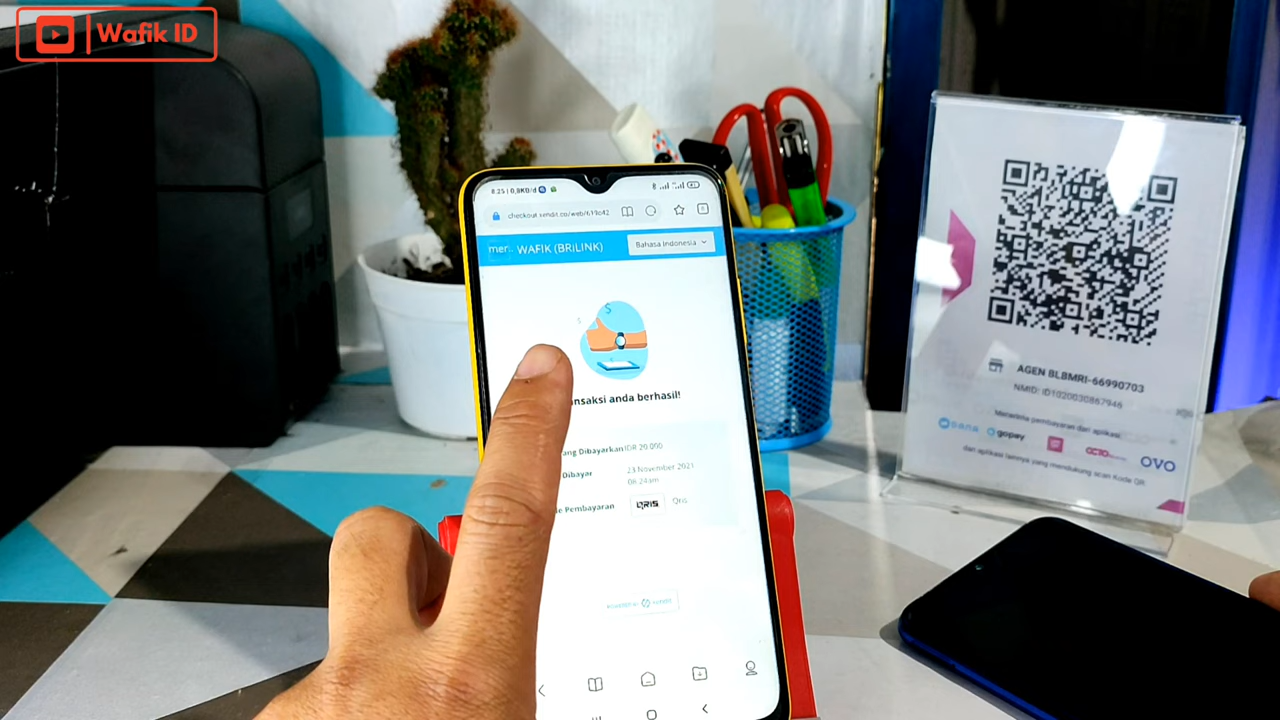 Wafik ID
8:25 | 0,8KB/d
checkout.xendit.co/web/619c42
WAFIK (BRILINK)
Bahasa Indonesia
ansaksi anda berhasil!
ang Dibayarkan IDR 20.000
Dibayar
23 November 2021
08:24am
Pembayaran
QRIS
Qris
AGEN BLBMRI-66990703
NMID: ID1020030867946
Menerima pembayaran dari aplikasi
DANA
gopay
OVO
dan aplikasi lainnya yang mendukung scan Kode QR